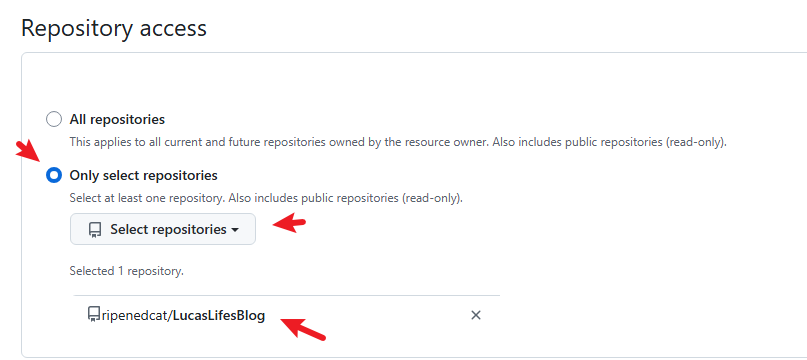 Repository access
All repositories
This applies to all current and future repositories owned by the resource owner. Also includes public repositories (read-only).
Only select repositories
Select at least one repository. Also includes public repositories (read-only).
Select repositories
Selected 1 repository.
ripenedcat/LucasLifesBlog